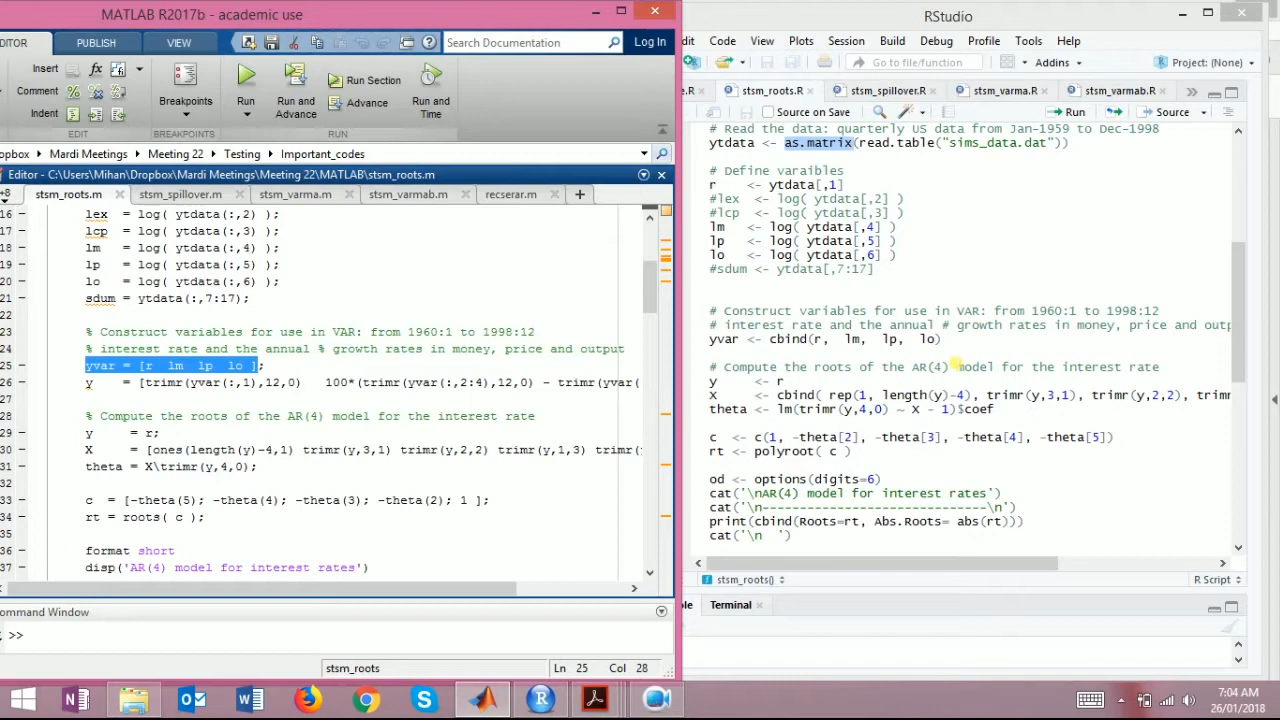 MATLAB R2017b - academic use
EDITOR PUBLISH VIEW
Search Documentation
Log In
Insert fx
Comment
Indent
Breakpoints
Run
Run and Advance
Run Section
Advance
Run and Time
EDIT BREAKPOINTS RUN
ropbox Mardi Meetings Meeting 22 Testing Important_codes
Editor - C:\Users\Mihan\Dropbox\Mardi Meetings\Meeting 22\MATLAB\stsm_roots.m
+8 stsm_roots.m stsm_spillover.m stsm_varma.m stsm_varmab.m recserar.m
16 lex = log( ytdata(:,2) );
17 lcp = log( ytdata(:,3) );
18 lm = log( ytdata(:,4) );
19 lp = log( ytdata(:,5) );
20 lo = log( ytdata(:,6) );
21 sdum = ytdata(:,7:17);
22
23 % Construct variables for use in VAR: from 1960:1 to 1998:12
24 % interest rate and the annual % growth rates in money, price and output
25 yvar = [r lm lp lo ];
26 y = [trimr(yvar(:,1),12,0) 100*(trimr(yvar(:,2:4),12,0) - trimr(yvar(
27
28 % Compute the roots of the AR(4) model for the interest rate
29 y = r;
30 X = [ones(length(y)-4,1) trimr(y,3,1) trimr(y,2,2) trimr(y,1,3) trimr(y,
31 theta = X\trimr(y,4,0);
32
33 c = [-theta(5); -theta(4); -theta(3); -theta(2); 1 ];
34 rt = roots( c );
35
36 format short
37 disp('AR(4) model for interest rates')
ommand Window
>>
stsm_roots Ln 25 Col 28
RStudio
dit Code View Plots Session Build Debug Profile Tools Help
Go to file/function
Addins
Project: (None)
e.R stsm_roots.R stsm_spillover.R stsm_varma.R stsm_varmab.R
Source on Save
Run
Source
# Read the data: quarterly US data from Jan-1959 to Dec-1998
ytdata <- as.matrix(read.table("sims_data.dat"))
# Define varaibles
r <- ytdata[,1]
#lex <- log( ytdata[,2] )
#lcp <- log( ytdata[,3] )
lm <- log( ytdata[,4] )
lp <- log( ytdata[,5] )
lo <- log( ytdata[,6] )
#sdum <- ytdata[,7:17]
# Construct variables for use in VAR: from 1960:1 to 1998:12
# interest rate and the annual # growth rates in money, price and outp
yvar <- cbind(r, lm, lp, lo)
# Compute the roots of the AR(4) model for the interest rate
y <- r
X <- cbind( rep(1, length(y)-4), trimr(y,3,1), trimr(y,2,2), trimr
theta <- lm(trimr(y,4,0) ~ X - 1)$coef
c <- c(1, -theta[2], -theta[3], -theta[4], -theta[5])
rt <- polyroot( c )
od <- options(digits=6)
cat('\nAR(4) model for interest rates')
cat('\n------------------------------\n')
print(cbind(Roots=rt, Abs.Roots= abs(rt)))
cat('\n ')
stsm_roots() R Script
ole Terminal
7:04 AM
26/01/2018